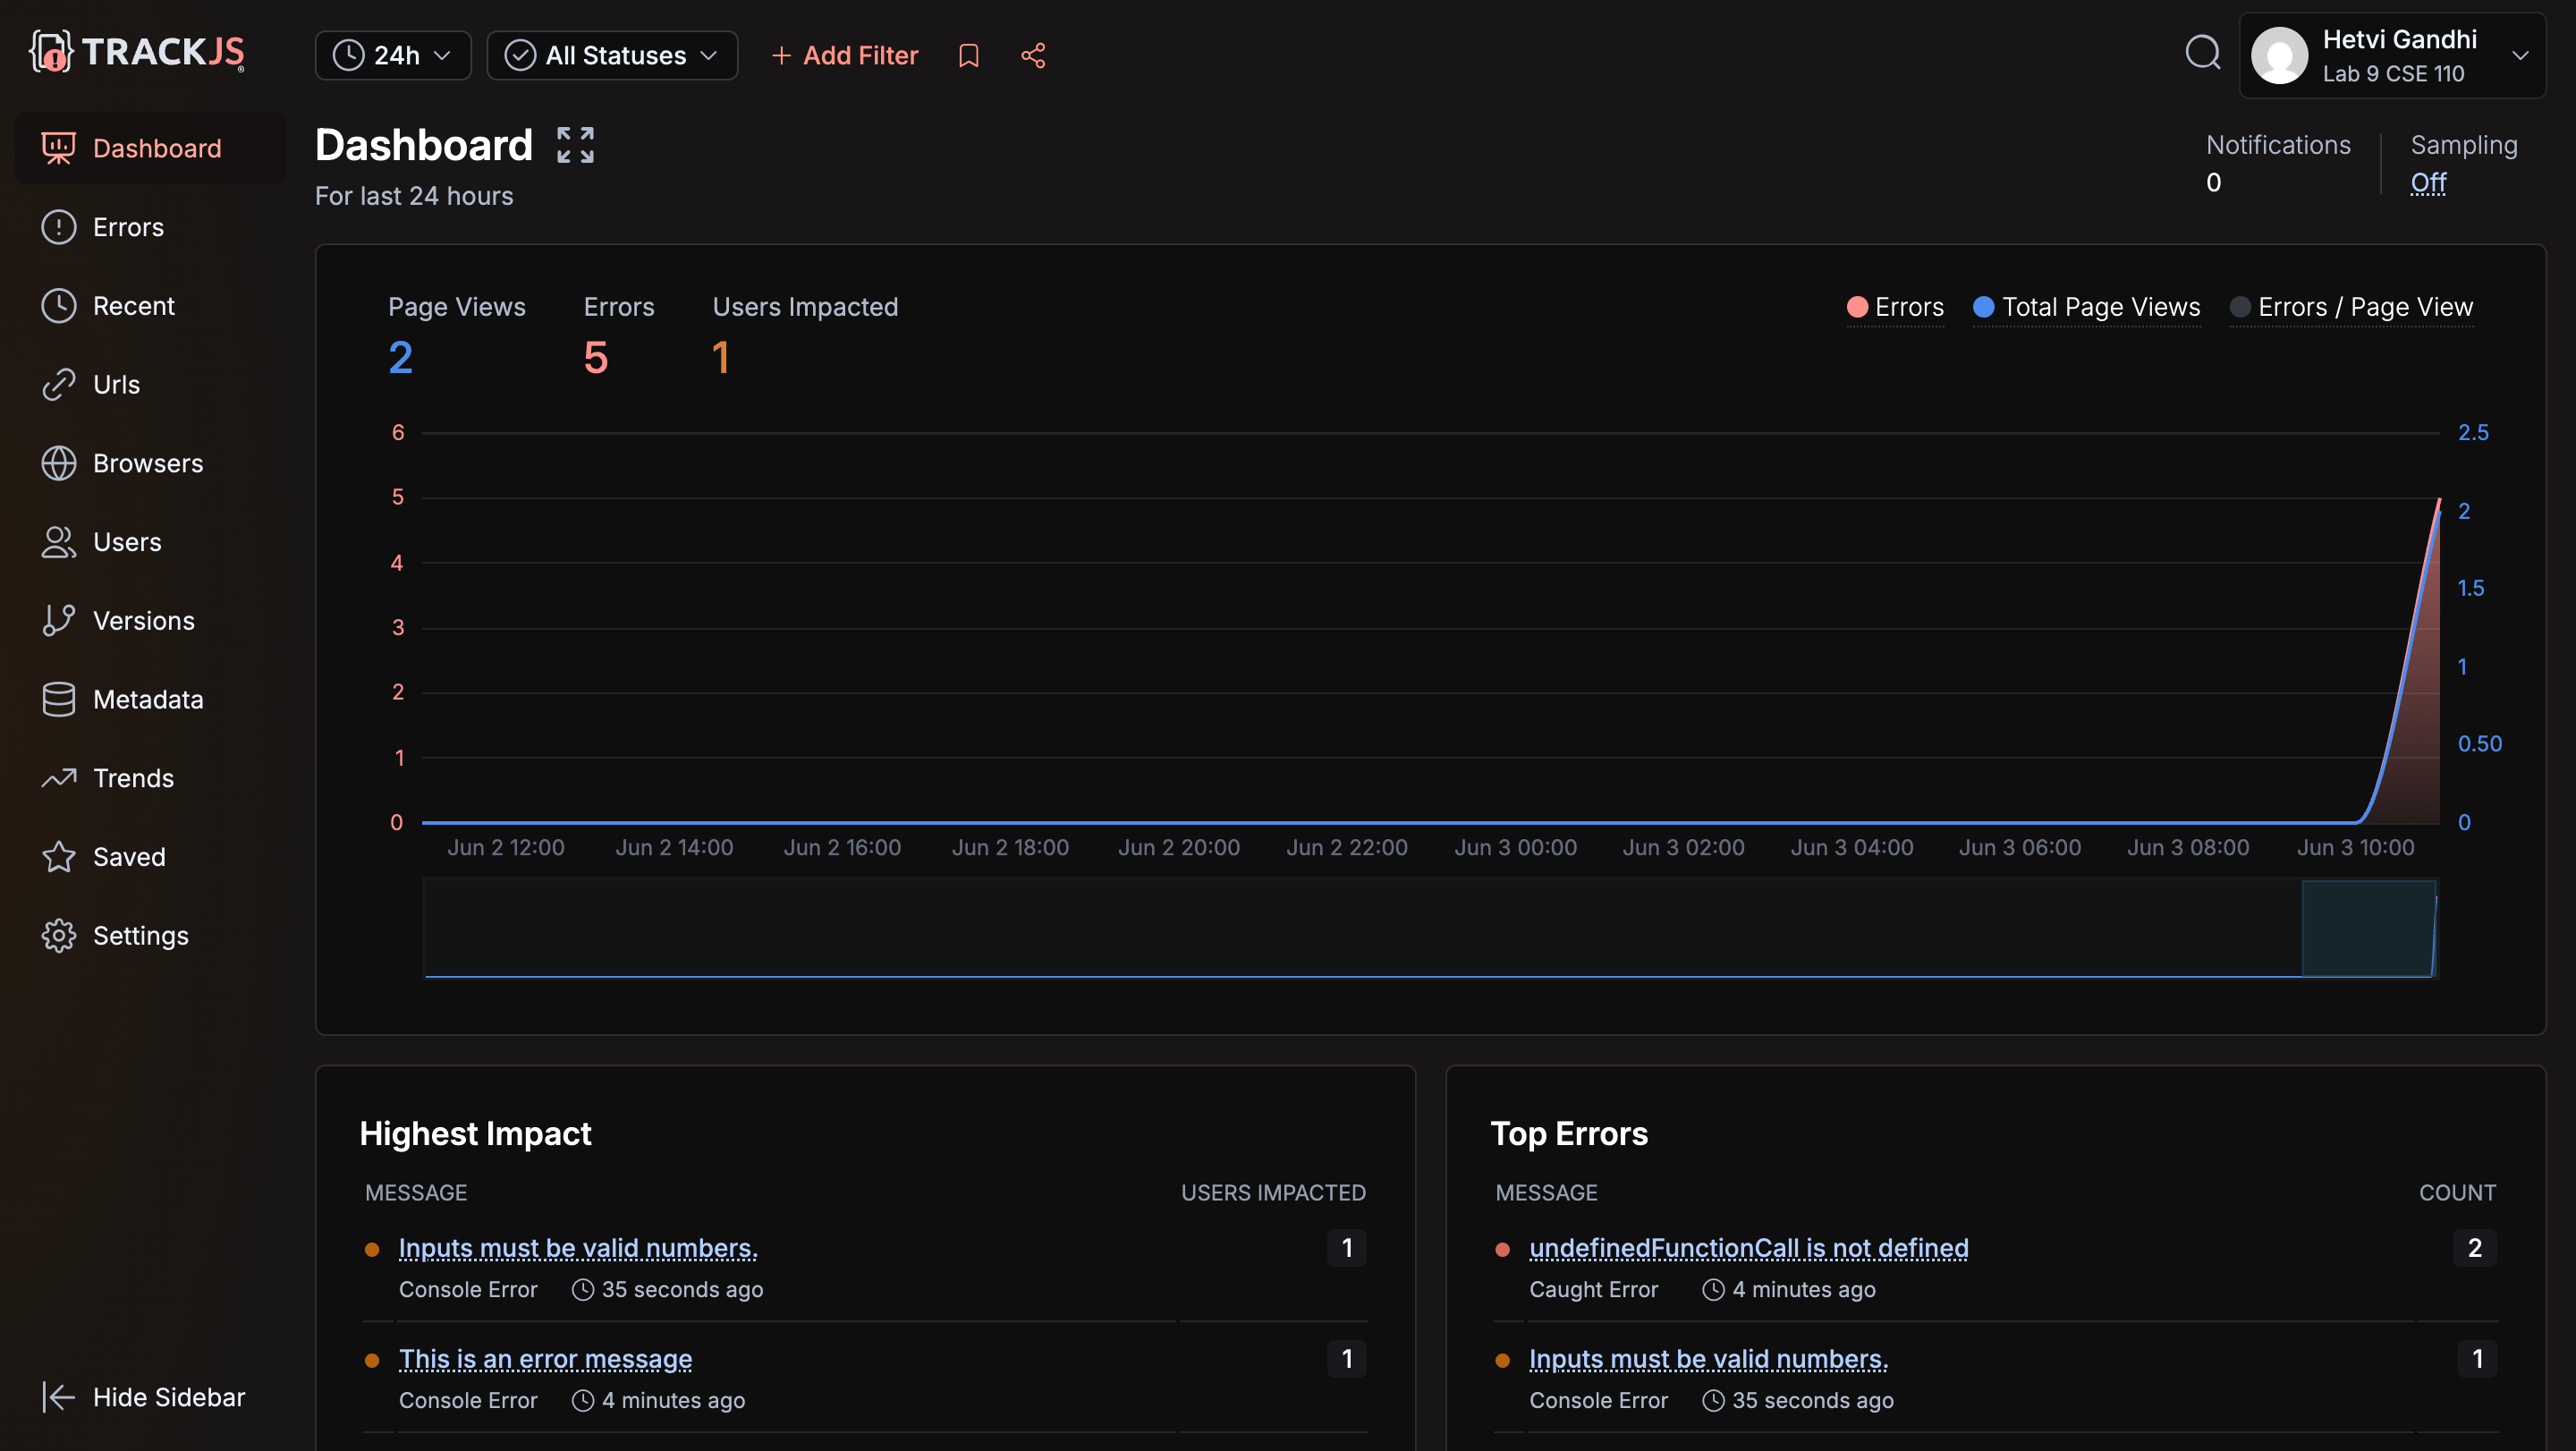 TRACKJS
24h
All Statuses
+ Add Filter
Hetvi Gandhi
Lab 9 CSE 110
Dashboard
Errors
Recent
Urls
Browsers
Users
Versions
Metadata
Trends
Saved
Settings
Hide Sidebar
Dashboard
For last 24 hours
Notifications
0
Sampling
Off
Page Views
2
Errors
5
Users Impacted
1
Errors
Total Page Views
Errors / Page View
6
5
4
3
2
1
0
2.5
2
1.5
1
0.50
0
Jun 2 12:00 Jun 2 14:00 Jun 2 16:00 Jun 2 18:00 Jun 2 20:00 Jun 2 22:00 Jun 3 00:00 Jun 3 02:00 Jun 3 04:00 Jun 3 06:00 Jun 3 08:00 Jun 3 10:00
Highest Impact
MESSAGE USERS IMPACTED
Inputs must be valid numbers. 1
Console Error 35 seconds ago
This is an error message 1
Console Error 4 minutes ago
Top Errors
MESSAGE COUNT
undefinedFunctionCall is not defined 2
Caught Error 4 minutes ago
Inputs must be valid numbers. 1
Console Error 35 seconds ago